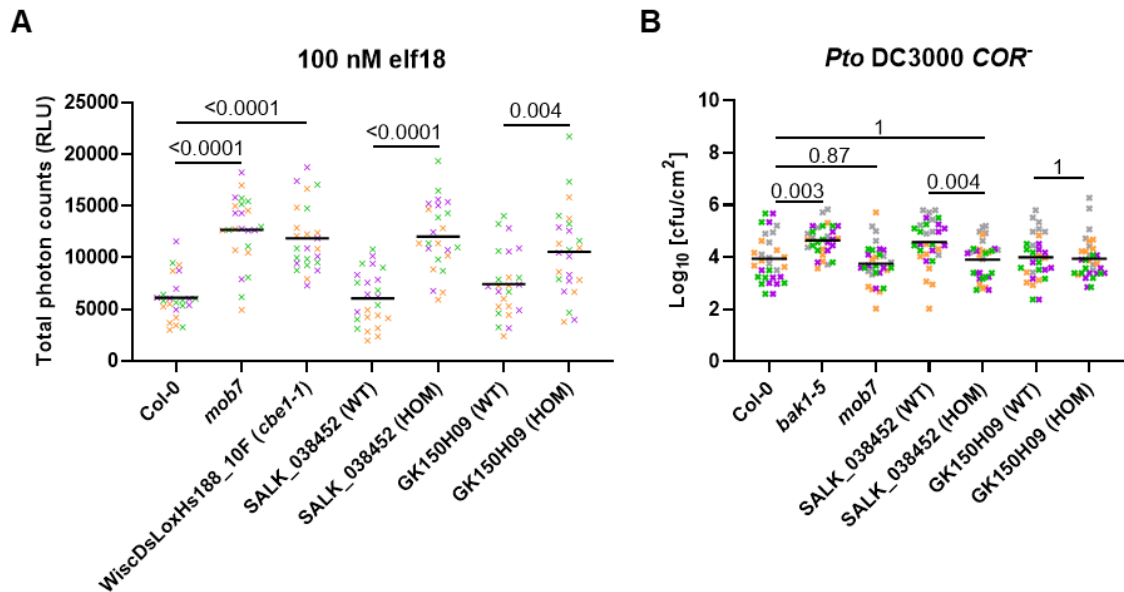 A
100 nM elf18
Total photon counts (RLU)
25000
20000
15000
10000
5000
0
<0.0001
<0.0001
<0.0001
0.004
Col-0
mob7
WiscDsLoxHs188_10F (cbe1-1)
SALK_038452 (WT)
SALK_038452 (HOM)
GK150H09 (WT)
GK150H09 (HOM)
B
Pto DC3000 COR-
Log10 [cfu/cm2]
10
8
6
4
2
0
1
0.87
0.003
0.004
1
Col-0
bak1-5
mob7
SALK_038452 (WT)
SALK_038452 (HOM)
GK150H09 (WT)
GK150H09 (HOM)